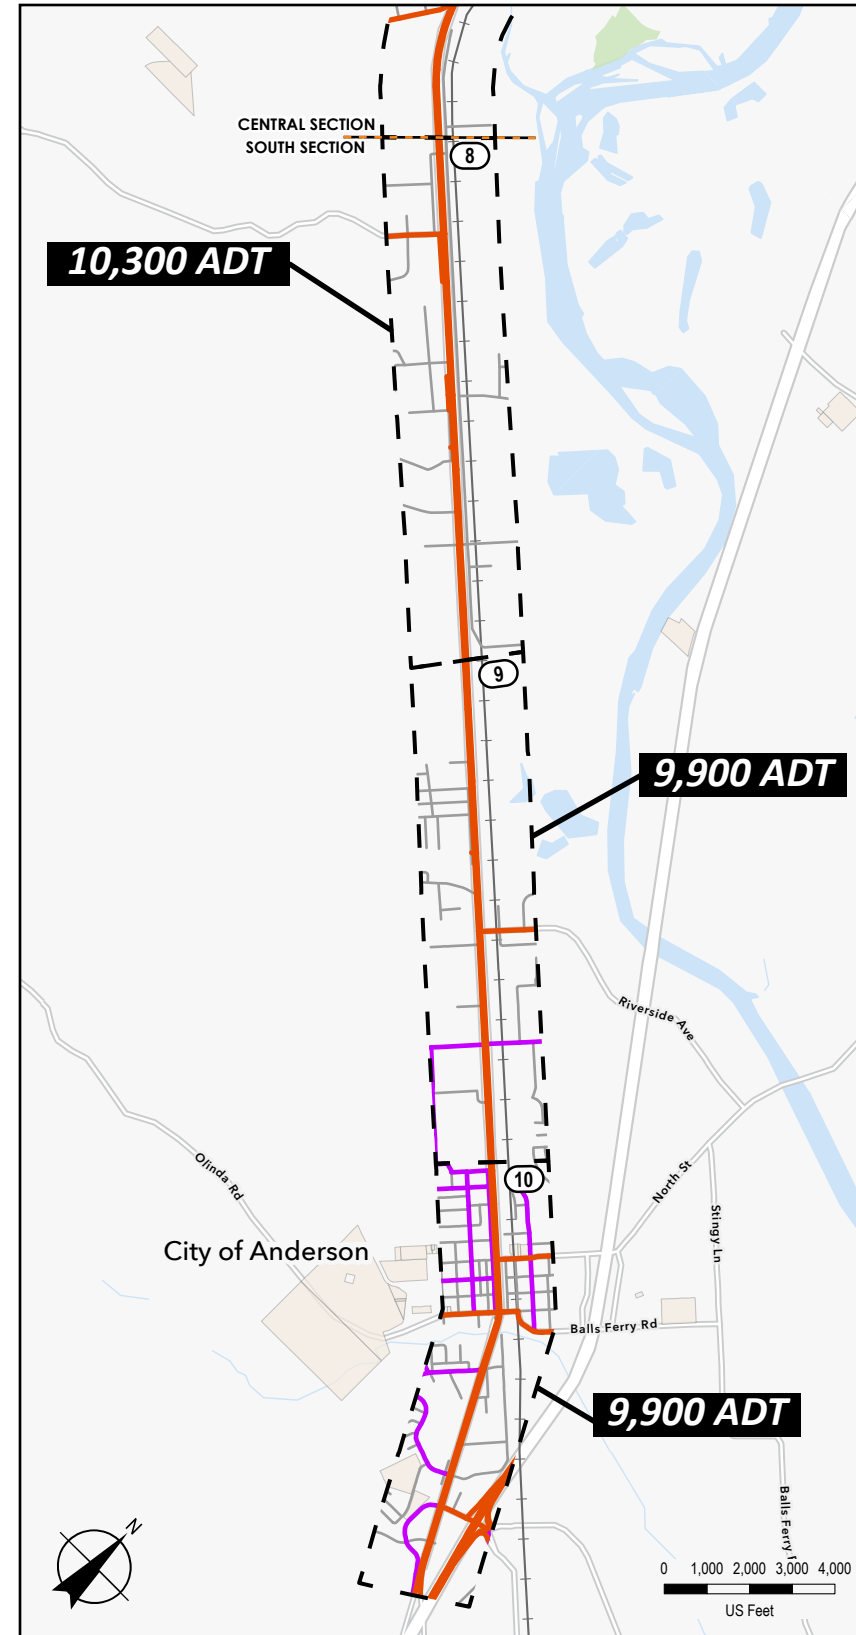 CENTRAL SECTION
SOUTH SECTION
8
10,300 ADT
9
9,900 ADT
Riverside Ave
10
Olinda Rd
North St
Stingy Ln
City of Anderson
Balls Ferry Rd
9,900 ADT
Balls Ferry
N
0 1,000 2,000 3,000 4,000
US Feet